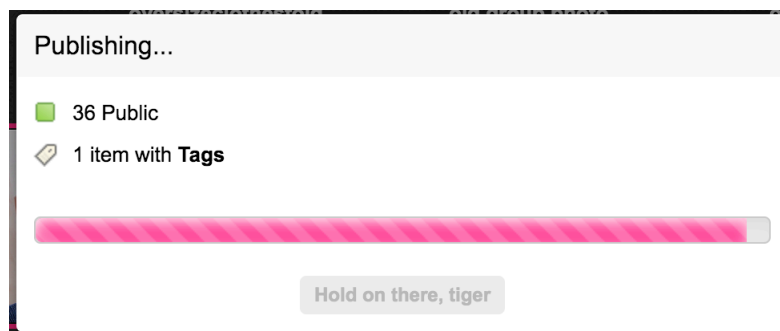 Publishing...
36 Public
1 item with Tags
Hold on there, tiger